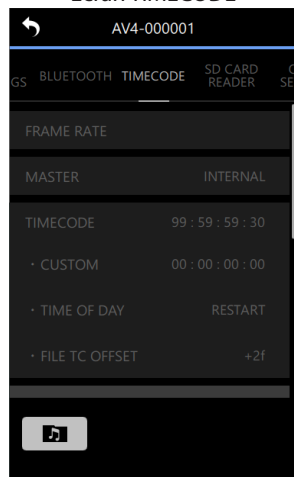 AV4-000001
GS BLUETOOTH TIMECODE SD CARD READER
FRAME RATE
MASTER INTERNAL
TIMECODE 99 : 59 : 59 : 30
・CUSTOM 00 : 00 : 00 : 00
・TIME OF DAY RESTART
・FILE TC OFFSET +2f